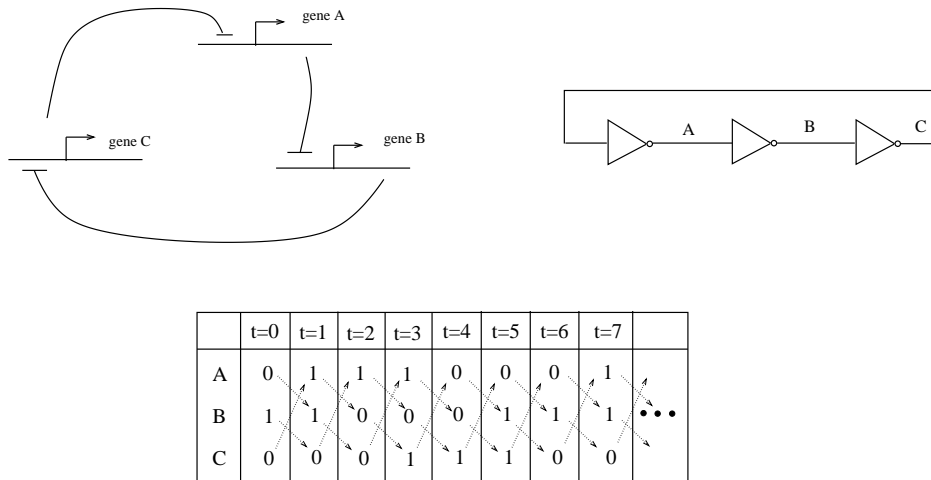 gene A
gene C
gene B
A
B
C
t=0 t=1 t=2 t=3 t=4 t=5 t=6 t=7
A 0 1 1 1 0 0 0 1
B 1 1 0 0 0 1 1 1 •••
C 0 0 0 1 1 1 0 0